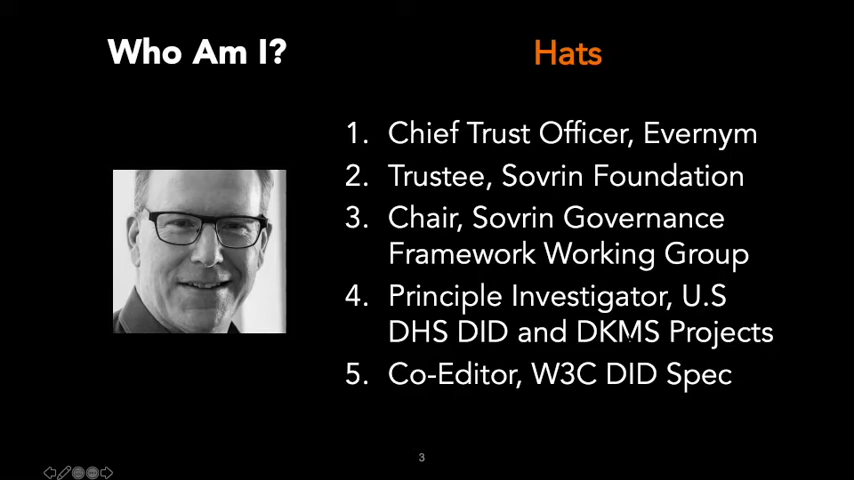 Who Am I?
Hats
1. Chief Trust Officer, Evernym
2. Trustee, Sovrin Foundation
3. Chair, Sovrin Governance
Framework Working Group
4. Principle Investigator, U.S
DHS DID and DKMS Projects
5. Co-Editor, W3C DID Spec
3